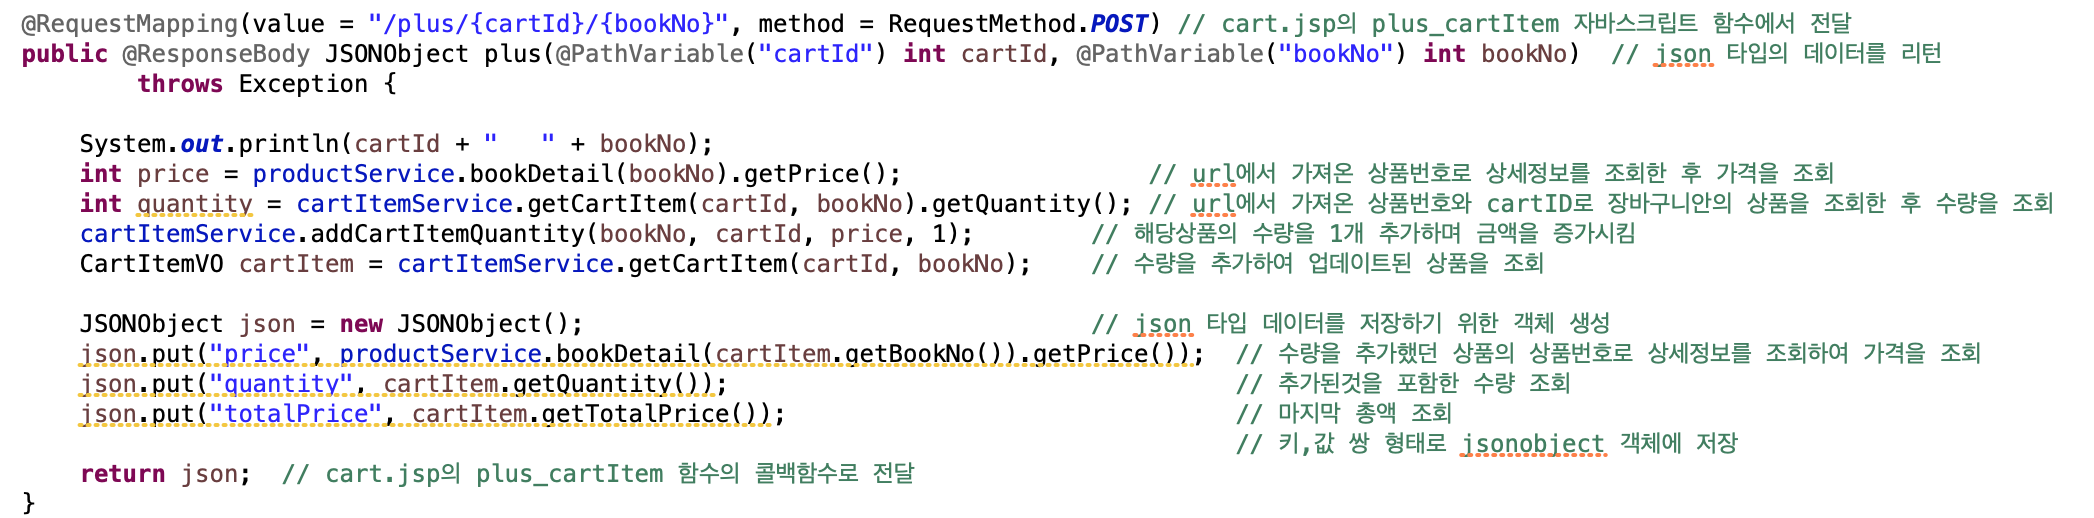 @RequestMapping(value = "/plus/{cartId}/{bookNo}", method = RequestMethod.POST) // cart.jsp의 plus_cartItem 자바스크립트 함수에서 전달
public @ResponseBody JSONObject plus(@PathVariable("cartId") int cartId, @PathVariable("bookNo") int bookNo)  // json 타입의 데이터를 리턴
        throws Exception {
    System.out.println(cartId + "   " + bookNo);
    int price = productService.bookDetail(bookNo).getPrice();                 // url에서 가져온 상품번호로 상세정보를 조회한 후 가격을 조회
    int quantity = cartItemService.getCartItem(cartId, bookNo).getQuantity(); // url에서 가져온 상품번호와 cartID로 장바구니안의 상품을 조회한 후 수량을 조회
    cartItemService.addCartItemQuantity(bookNo, cartId, price, 1);        // 해당상품의 수량을 1개 추가하며 금액을 증가시킴
    CartItemVO cartItem = cartItemService.getCartItem(cartId, bookNo);    // 수량을 추가하여 업데이트된 상품을 조회
    JSONObject json = new JSONObject();                                   // json 타입 데이터를 저장하기 위한 객체 생성
    json.put("price", productService.bookDetail(cartItem.getBookNo()).getPrice());  // 수량을 추가했던 상품의 상품번호로 상세정보를 조회하여 가격을 조회
    json.put("quantity", cartItem.getQuantity());                                   // 추가된것을 포함한 수량 조회
    json.put("totalPrice", cartItem.getTotalPrice());                               // 마지막 총액 조회
                                                                                    // 키,값 쌍 형태로 jsonobject 객체에 저장
    return json;  // cart.jsp의 plus_cartItem 함수의 콜백함수로 전달
}